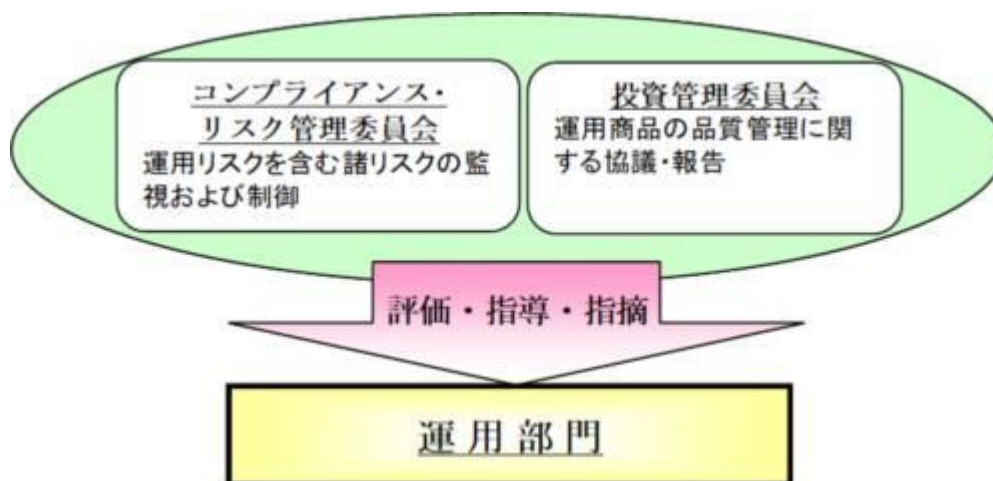 コンプライアンス・
リスク管理委員会
運用リスクを含む諸リスクの監
視および制御
投資管理委員会
運用商品の品質管理に関
する協議・報告
評価・指導・指摘
運用部門